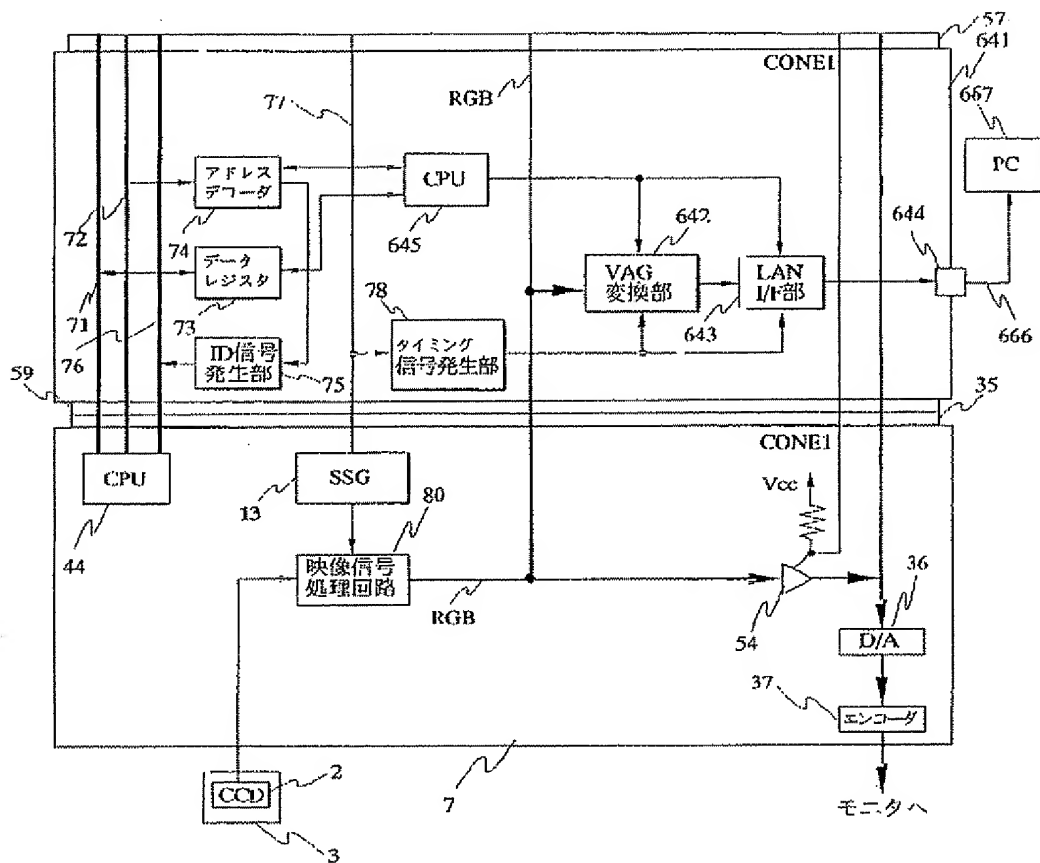 57
CONE1
641
RGB
667
77
PC
アドレス
デコーダ
CPU
72
74
645
642
644
データ
レジスタ
VAG
変換部
LAN
I/F部
78
71
73
タイミング
信号発生部
643
666
76
ID信号
発生部
75
59
35
CONE1
CPU
SSG
Vcc
13
80
44
映像信号
処理回路
36
RGB
54
D/A
37
エンコーダ
2
7
CCD
モニタへ
3